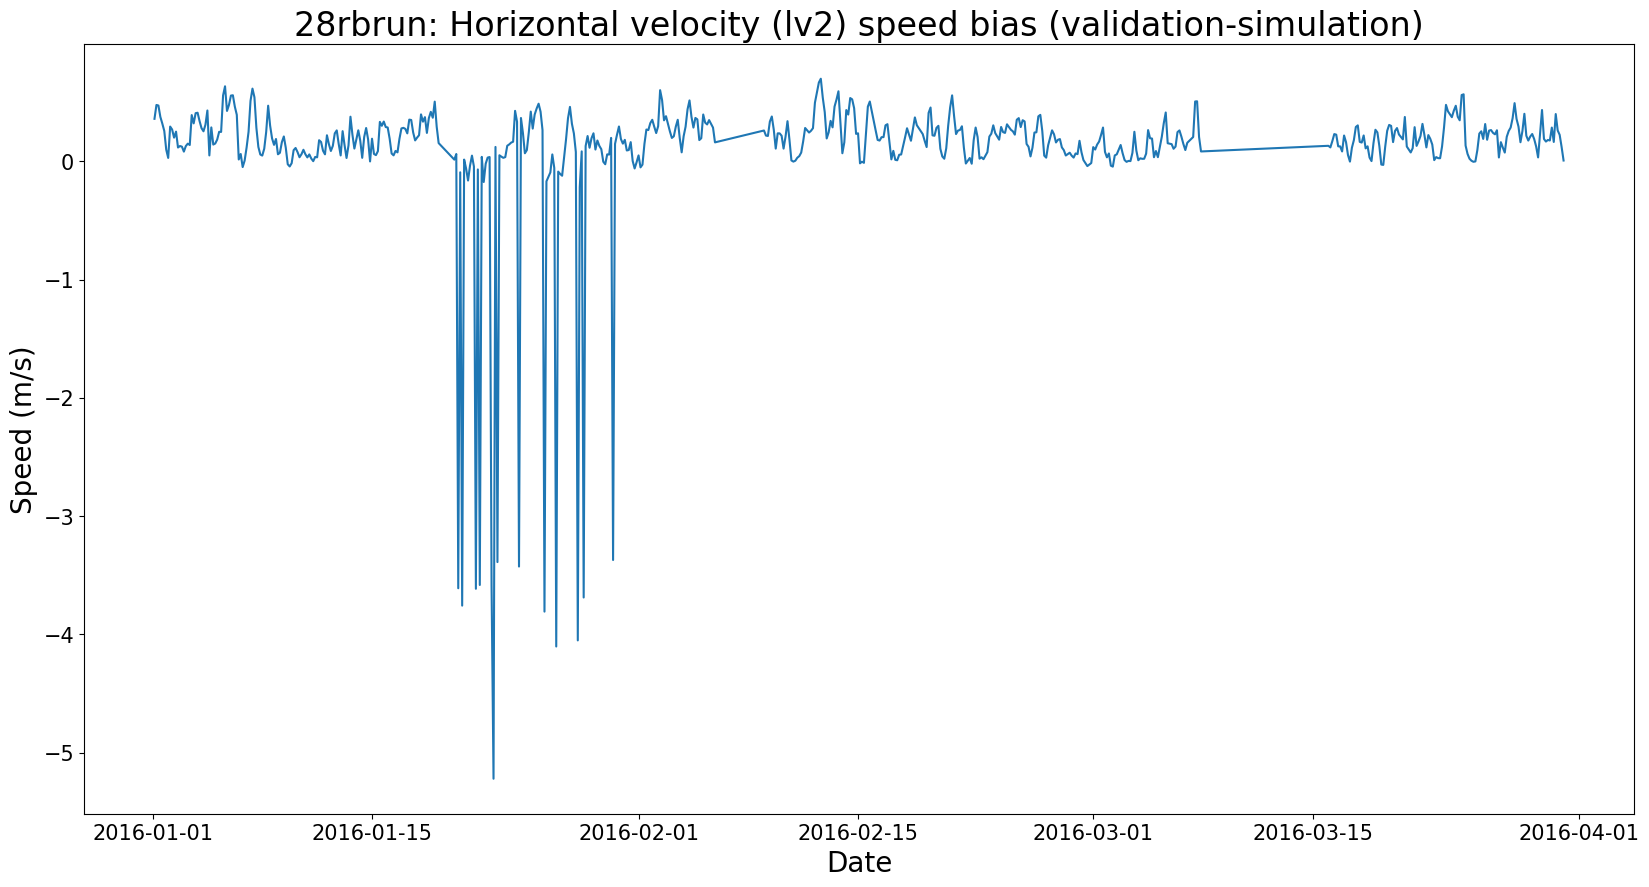 28rbrun: Horizontal velocity (lv2) speed bias (validation-simulation)
Speed (m/s)
0
−1
−2
−3
−4
−5
2016-01-01 2016-01-15 2016-02-01 2016-02-15 2016-03-01 2016-03-15 2016-04-01
Date